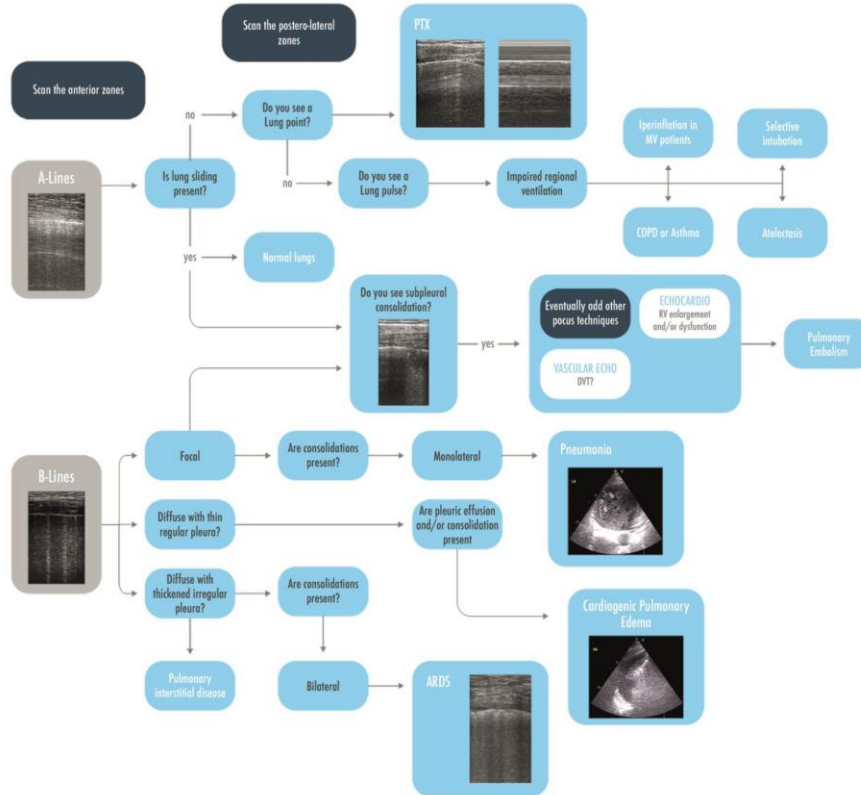 Scan the postero-lateral
zones
PTX
Scan the anterior zones
no
Do you see a
Lung point?
Iperinflation in
MV patients
Selective
intubation
A-Lines
Is lung sliding
present?
no
Do you see a
Lung pulse?
Impaired regional
ventilation
COPD or Asthma
Atelectasis
yes
Normal lungs
Do you see subpleural
consolidation?
yes
Eventually add other
pocus techniques
ECHOCARDIO
RV enlargement
and/or dysfunction
VASCULAR ECHO
DVT?
Pulmonary
Embolism
B-Lines
Focal
Are consolidations
present?
Monolateral
Pneumonia
Diffuse with thin
regular pleura?
Are pleuric effusion
and/or consolidation
present
Diffuse with
thickened irregular
pleura?
Are consolidations
present?
Cardiogenic Pulmonary
Edema
Pulmonary
interstitial disease
Bilateral
ARDS